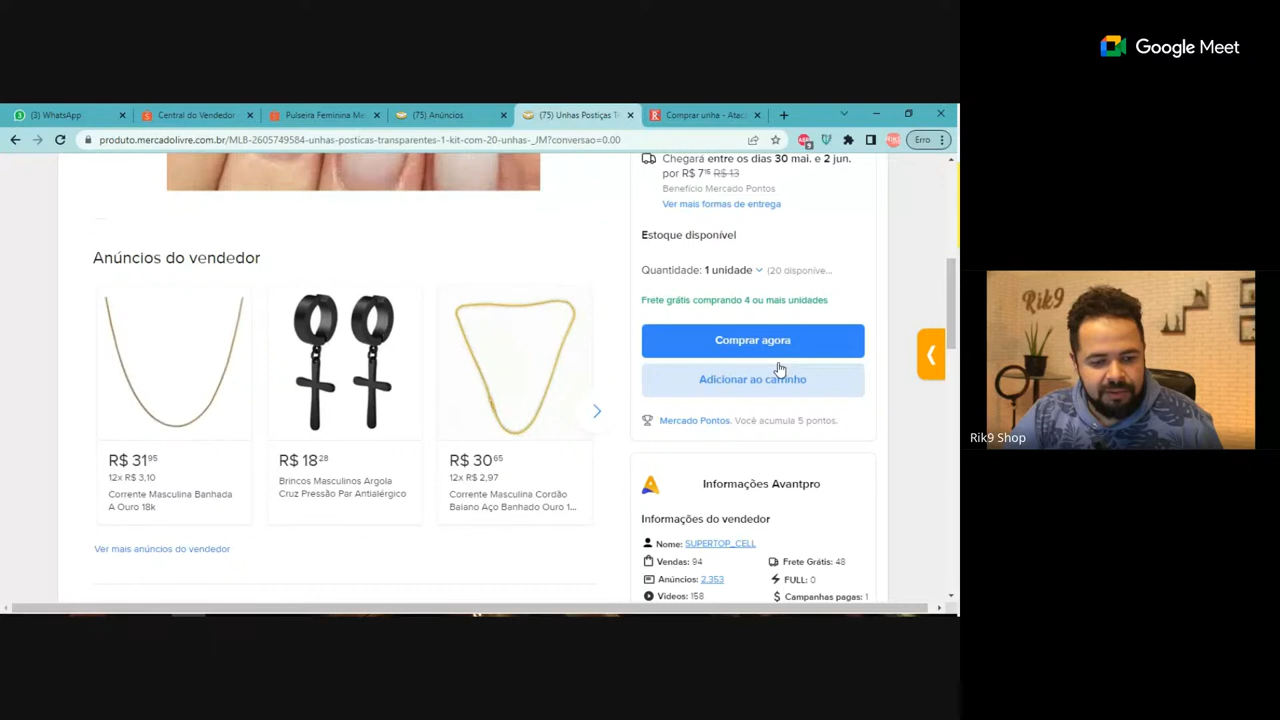 Google Meet
(3) WhatsApp
Central do Vendedor
Pulseira Feminina Me
(75) Anúncios
(75) Unhas Postiças T
Comprar unha - Atac
produto.mercadolivre.com.br/MLB-2605749584-unhas-posticas-transparentes-1-kit-com-20-unhas-_JM?conversao=0.00
Erro
Chegará entre os dias 30 mai. e 2 jun.
por R$ 7 15 R$ 13
Benefício Mercado Pontos
Ver mais formas de entrega
Estoque disponível
Quantidade: 1 unidade (20 disponíve...
Frete grátis comprando 4 ou mais unidades
Comprar agora
Adicionar ao carrinho
Mercado Pontos. Você acumula 5 pontos.
Anúncios do vendedor
R$ 31 95
12x R$ 3,10
Corrente Masculina Banhada
A Ouro 18k
R$ 18 28
Brincos Masculinos Argola
Cruz Pressão Par Antialérgico
R$ 30 65
12x R$ 2,97
Corrente Masculina Cordão
Baiano Aço Banhado Ouro 1...
Ver mais anúncios do vendedor
Informações Avantpro
Informações do vendedor
Nome: SUPERTOP_CELL
Vendas: 94
Frete Grátis: 48
Anúncios: 2.353
FULL: 0
Videos: 158
Campanhas pagas: 1
Rik9
Rik9 Shop